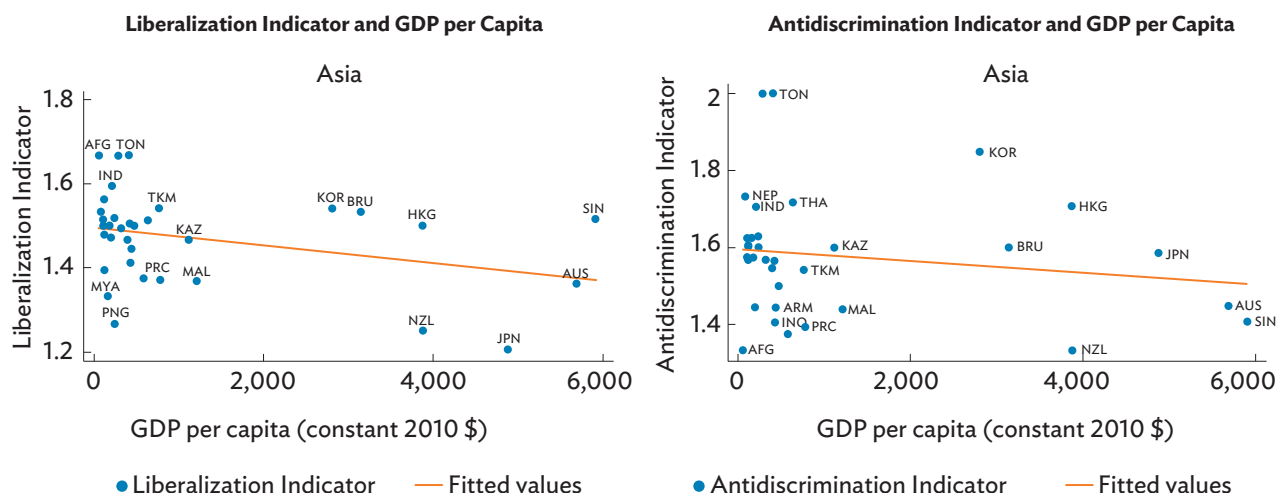 Liberalization Indicator and GDP per Capita
Asia
Liberalization Indicator
1.8
1.6
1.4
1.2
AFG TON
IND
TKM
KAZ
PRC
MAL
MYA
PNG
KOR
BRU
HKG
SIN
AUS
NZL
JPN
0 2,000 4,000 6,000
GDP per capita (constant 2010 $)
Liberalization Indicator Fitted values
Antidiscrimination Indicator and GDP per Capita
Asia
Antidiscrimination Indicator
2
1.8
1.6
1.4
TON
KOR
NEP
IND
THA
HKG
KAZ
BRU
JPN
TKM
ARM
MAL
AUS
INO
PRC
SIN
AFG
NZL
0 2,000 4,000 6,000
GDP per capita (constant 2010 $)
Antidiscrimination Indicator Fitted values